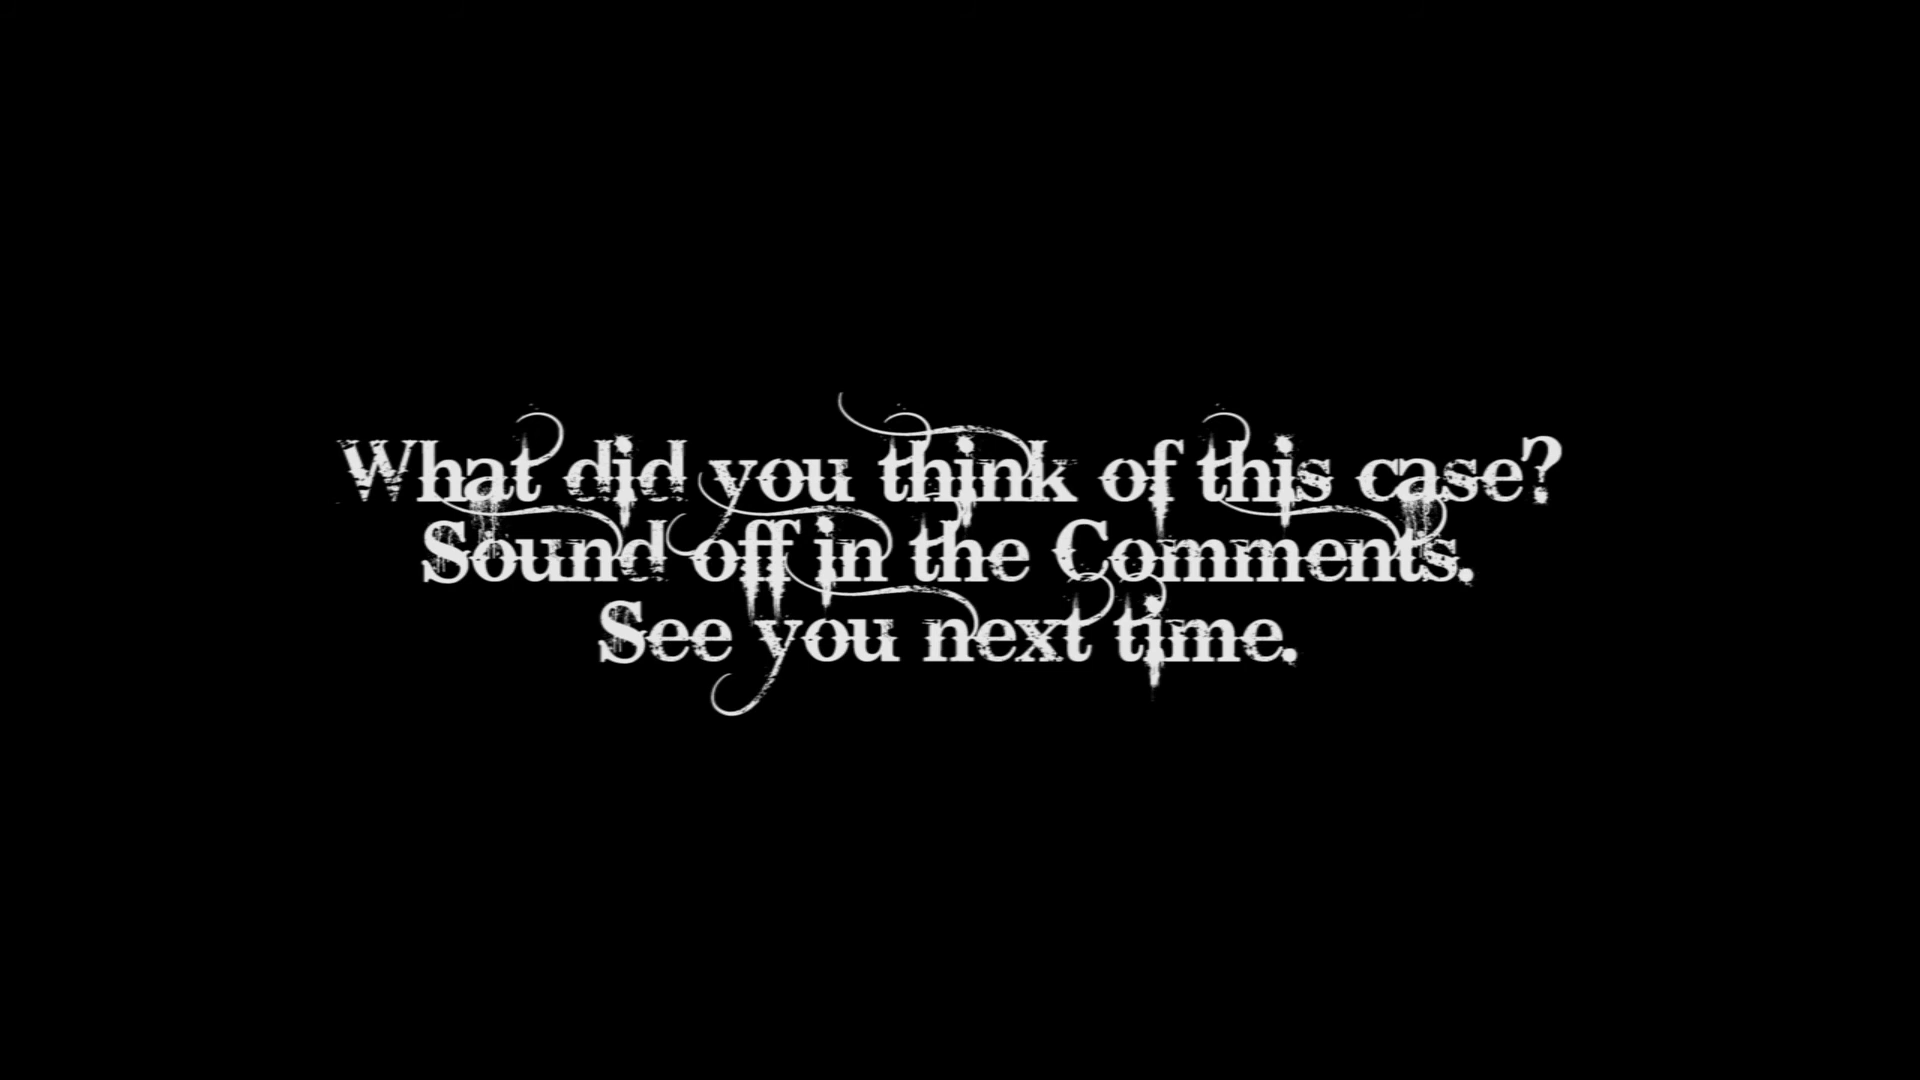 What did you think of this case?
Sound off in the Comments.
See you next time.